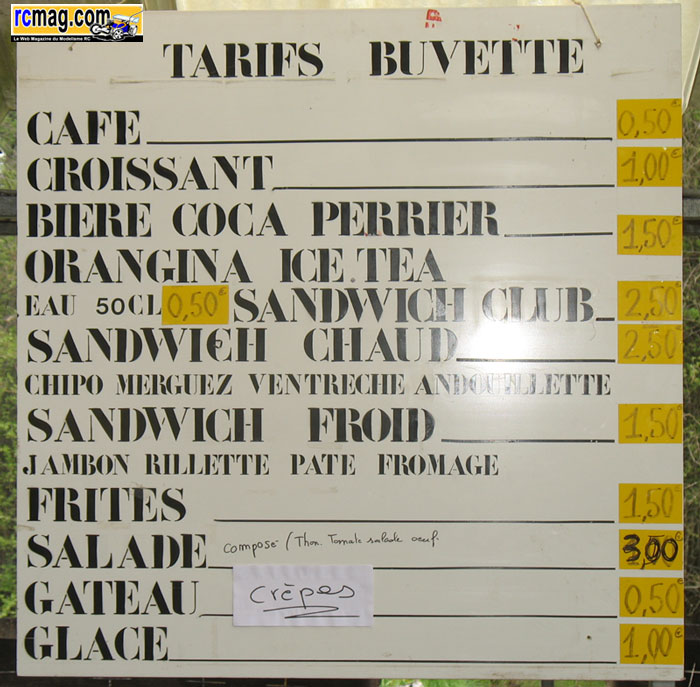 rcmag.com
Le Web Magazine du Modélisme RC
TARIFS BUVETTE
CAFE 0,50€
CROISSANT 1,00€
BIERE COCA PERRIER 1,50€
ORANGINA ICE TEA
EAU 50CL 0,50€ SANDWICH CLUB 2,50€
SANDWICH CHAUD 2,50€
CHIPO MERGUEZ VENTRECHE ANDOUILLETTE
SANDWICH FROID 1,50€
JAMBON RILLETTE PATE FROMAGE
FRITES 1,50€
SALADE composé / Thon. Tomate salade oeuf. 3,00€
GATEAU crèpes 0,50€
GLACE 1,00€